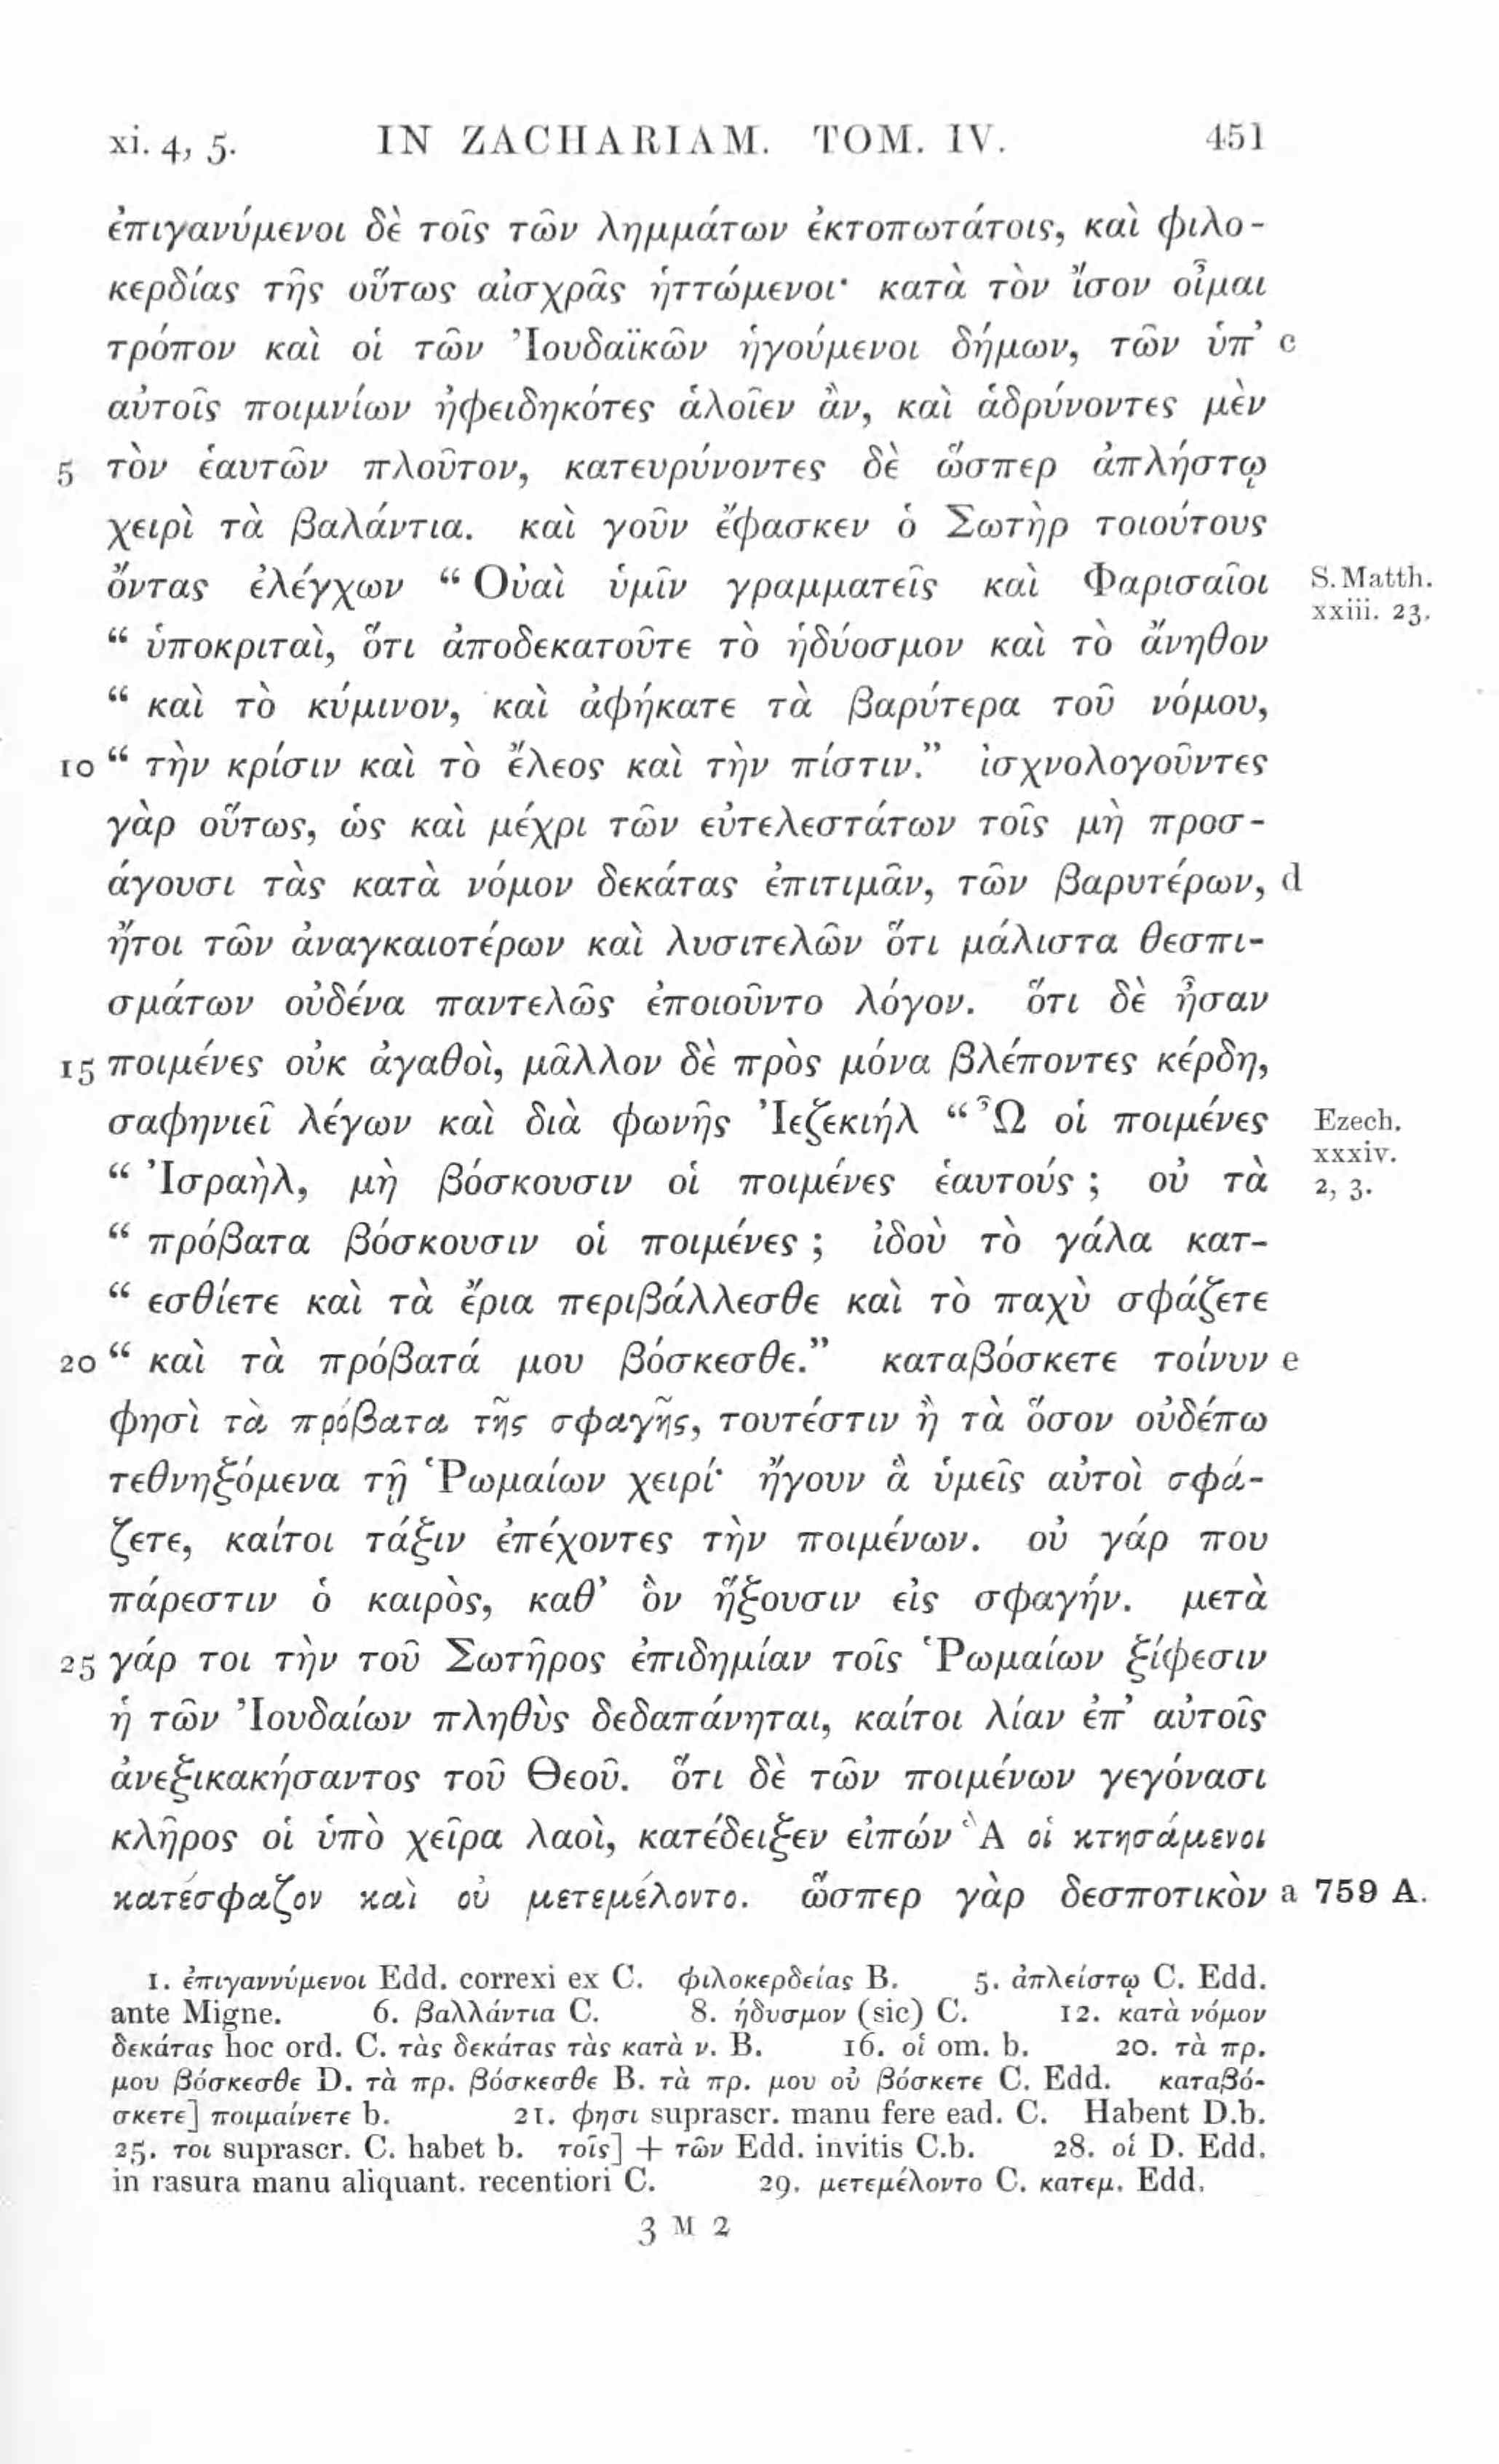 xi. 4, 5. IN ZACHARIAM. TOM. IV. 451
ἐπιγανύμενοι δὲ τοῖς τῶν λημμάτων ἐκτοπωτάτοις, καὶ φιλο-
κερδίας τῆς οὕτως αἰσχρᾶς ἡττώμενοι· κατὰ τὸν ἴσον οἶμαι
τρόπον καὶ οἱ τῶν Ἰουδαϊκῶν ἡγούμενοι δήμων, τῶν ὑπ’ c
αὐτοῖς ποιμνίων ἠφειδηκότες ἁλοῖεν ἂν, καὶ ἁδρύνοντες μὲν
5 τὸν ἑαυτῶν πλοῦτον, κατευρύνοντες δὲ ὥσπερ ἀπλήστῳ
χειρὶ τὰ βαλάντια. καὶ γοῦν ἔφασκεν ὁ Σωτὴρ τοιούτους
ὄντας ἐλέγχων “ Οὐαὶ ὑμῖν γραμματεῖς καὶ Φαρισαῖοι S. Matth.
xxiii. 23.
“ ὑποκριταὶ, ὅτι ἀποδεκατοῦτε τὸ ἡδύοσμον καὶ τὸ ἄνηθον
“ καὶ τὸ κύμινον, καὶ ἀφήκατε τὰ βαρύτερα τοῦ νόμου,
10 “ τὴν κρίσιν καὶ τὸ ἔλεος καὶ τὴν πίστιν.” ἰσχνολογοῦντες
γὰρ οὕτως, ὡς καὶ μέχρι τῶν εὐτελεστάτων τοῖς μὴ προσ-
άγουσι τὰς κατὰ νόμον δεκάτας ἐπιτιμᾶν, τῶν βαρυτέρων, d
ἤτοι τῶν ἀναγκαιοτέρων καὶ λυσιτελῶν ὅτι μάλιστα θεσπι-
σμάτων οὐδένα παντελῶς ἐποιοῦντο λόγον. ὅτι δὲ ἦσαν
15 ποιμένες οὐκ ἀγαθοὶ, μᾶλλον δὲ πρὸς μόνα βλέποντες κέρδη,
σαφηνιεῖ λέγων καὶ διὰ φωνῆς Ἰεζεκιήλ “ Ὦ οἱ ποιμένες Ezech.
xxxiv.
“ Ἰσραὴλ, μὴ βόσκουσιν οἱ ποιμένες ἑαυτούς ; οὐ τὰ 2, 3.
“ πρόβατα βόσκουσιν οἱ ποιμένες ; ἰδοὺ τὸ γάλα κατ-
“ εσθίετε καὶ τὰ ἔρια περιβάλλεσθε καὶ τὸ παχὺ σφάζετε
20 “ καὶ τὰ πρόβατά μου βόσκεσθε.” καταβόσκετε τοίνυν e
φησὶ τὰ πρόβατα τῆς σφαγῆς, τουτέστιν ἢ τὰ ὅσον οὐδέπω
τεθνηξόμενα τῇ Ῥωμαίων χειρί· ἤγουν ἃ ὑμεῖς αὐτοὶ σφά-
ζετε, καίτοι τάξιν ἐπέχοντες τὴν ποιμένων. οὐ γάρ που
πάρεστιν ὁ καιρὸς, καθ’ ὃν ἥξουσιν εἰς σφαγήν. μετὰ
25 γάρ τοι τὴν τοῦ Σωτῆρος ἐπιδημίαν τοῖς Ῥωμαίων ξίφεσιν
ἡ τῶν Ἰουδαίων πληθὺς δεδαπάνηται, καίτοι λίαν ἐπ’ αὐτοῖς
ἀνεξικακήσαντος τοῦ Θεοῦ. ὅτι δὲ τῶν ποιμένων γεγόνασι
κλῆρος οἱ ὑπὸ χεῖρα λαοὶ, κατέδειξεν εἰπών Ἃ οἱ κτησάμενοι
κατέσφαζον καὶ οὐ μετεμέλοντο. ὥσπερ γὰρ δεσποτικὸν a 759 A.
1. ἐπιγαννύμενοι Edd. correxi ex C. φιλοκερδείας B. 5. ἀπλείστῳ C. Edd.
ante Migne. 6. βαλλάντια C. 8. ἡδυσμον (sic) C. 12. κατὰ νόμον
δεκάτας hoc ord. C. τὰς δεκάτας τὰς κατὰ ν. B. 16. οἱ om. b. 20. τὰ πρ.
μου βόσκεσθε D. τὰ πρ. βόσκεσθε B. τὰ πρ. μου οὐ βόσκετε C. Edd. καταβό-
σκετε] ποιμαίνετε b. 21. φησι suprascr. manu fere ead. C. Habent D.b.
25. τοι suprascr. C. habet b. τοῖς] + τῶν Edd. invitis C.b. 28. οἱ D. Edd.
in rasura manu aliquant. recentiori C. 29. μετεμέλοντο C. κατεμ. Edd.
3 M 2